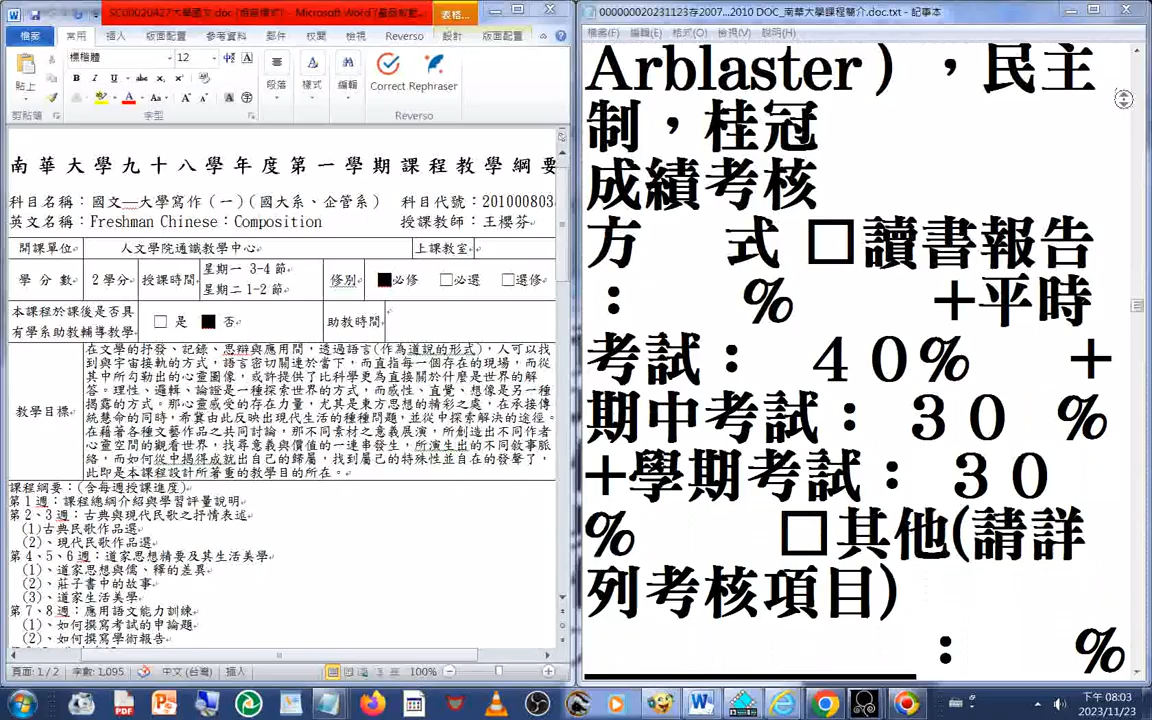 SC00020427大學國文.doc [相容模式] - Microsoft Word (產品啟動...
表格...
檔案 常用 插入 版面配置 參考資料 郵件 校閱 檢視 Reverso 設計 版面配置
標楷體 12
貼上 段落 樣式 編輯 Correct Rephraser
剪貼簿 字型 Reverso
南華大學九十八學年度第一學期課程教學綱要
科目名稱：國文—大學寫作(一)(國大系、企管系) 科目代號：201000803
英文名稱：Freshman Chinese：Composition 授課教師：王櫻芬
開課單位 人文學院通識教學中心 上課教室
學 分 數 2學分 授課時間 星期一 3-4節 星期二 1-2節 修別 ■必修 □必選 □選修
本課程於課後是否具有學系助教輔導教學 □ 是 ■ 否 助教時間
教學目標
在文學的抒發、記錄、思辯與應用間，透過語言(作為道說的形式)，人可以找
到與宇宙接軌的方式，語言密切關連於當下，而直指每一個存在的現場，而從
其中所勾勒出的心靈圖像，或許提供了比科學更為直接關於什麼是世界的解
答。理性、邏輯、論證是一種探索世界的方式，而感性、直覺、想像是另一種
揭露的方式。那心靈感受的存在力量，尤其是東方思想的精彩之處，在承接傳
統慧命的同時，希冀由此反映出現代生活的種種問題，並從中探索解決的途徑。
在藉著各種文藝作品之共同討論，那不同素材之意義展演，所創造出不同作者
心靈空間的觀看世界，找尋意義與價值的一連串發生，所演生出的不同敘事脈
絡，而如何從中揭得成就出自己的歸屬，找到屬己的特殊性並自在的發聲了，
此即是本課程設計所著重的教學目的所在。
課程綱要：(含每週授課進度)
第1週：課程總綱介紹與學習評量說明
第2、3週：古典與現代民歌之抒情表述
(1)古典民歌作品選
(2)、現代民歌作品選
第4、5、6週：道家思想精要及其生活美學
(1)、道家思想與儒、釋的差異
(2)、莊子書中的故事
(3)、道家生活美學
第7、8週：應用語文能力訓練
(1)、如何撰寫考試的申論題
(2)、如何撰寫學術報告
頁面：1/2 字數：1,095 中文(台灣) 插入 100%
000000020231123存2007...2010 DOC_南華大學課程簡介.doc.txt - 記事本
檔案(F) 編輯(E) 格式(O) 檢視(V) 說明(H)
Arblaster），民主
制，桂冠
成績考核
方 式 □讀書報告
： % ＋平時
考試： 40% ＋
期中考試：30 %
＋學期考試：30
% □其他(請詳
列考核項目)
： %
下午 08:03
2023/11/23